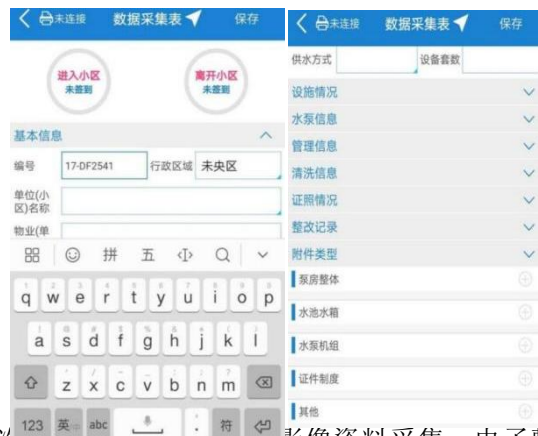 未连接 数据采集表 保存
进入小区
未签到
离开小区
未签到
基本信息
编号 17-DF2541 行政区域 未央区
单位(小
区)名称
物业(单
拼 五
q w e r t y u i o p
a s d f g h j k l
z x c v b n m
123 英 abc 符
未连接 数据采集表 保存
供水方式 设备套数
设施情况
水泵信息
管理信息
清洗信息
证照情况
整改记录
附件类型
泵房整体
水池水箱
水泵机组
证件制度
其他
影像资料采集